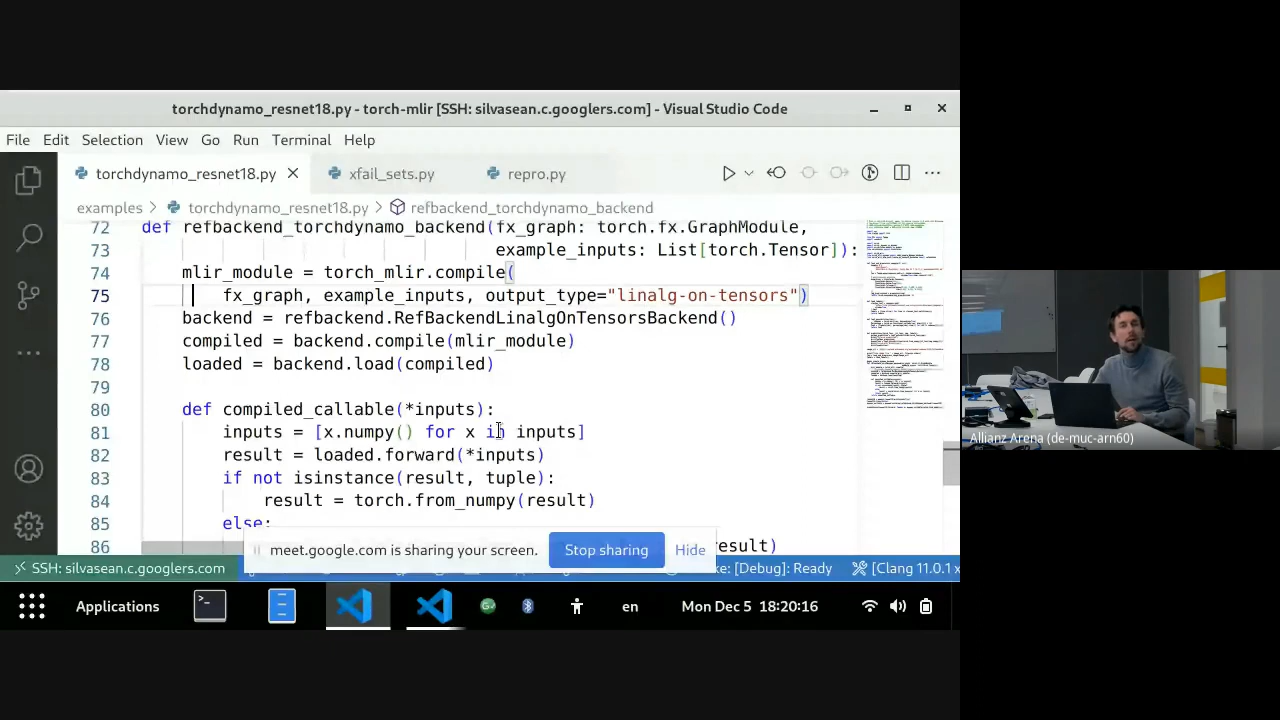 torchdynamo_resnet18.py - torch-mlir [SSH: silvasean.c.googlers.com] - Visual Studio Code
File Edit Selection View Go Run Terminal Help
torchdynamo_resnet18.py xfail_sets.py repro.py
examples > torchdynamo_resnet18.py > refbackend_torchdynamo_backend
72 def refbackend_torchdynamo_backend(fx_graph: torch.fx.GraphModule,
73 example_inputs: List[torch.Tensor]):
74 lir_module = torch_mlir.compile(
75 fx_graph, example_inputs, output_type="linalg-on-tensors")
76 end = refbackend.RefBackendLinalgOnTensorsBackend()
77 compiled = backend.compile(mlir_module)
78 loaded = backend.load(compiled)
79
80 def compiled_callable(*inputs):
81 inputs = [x.numpy() for x in inputs]
82 result = loaded.forward(*inputs)
83 if not isinstance(result, tuple):
84 result = torch.from_numpy(result)
85 else:
86 result)
meet.google.com is sharing your screen. Stop sharing Hide
SSH: silvasean.c.googlers.com ke: [Debug]: Ready [Clang 11.0.1 x
Applications en Mon Dec 5 18:20:16
Allianz Arena (de-muc-arn60)